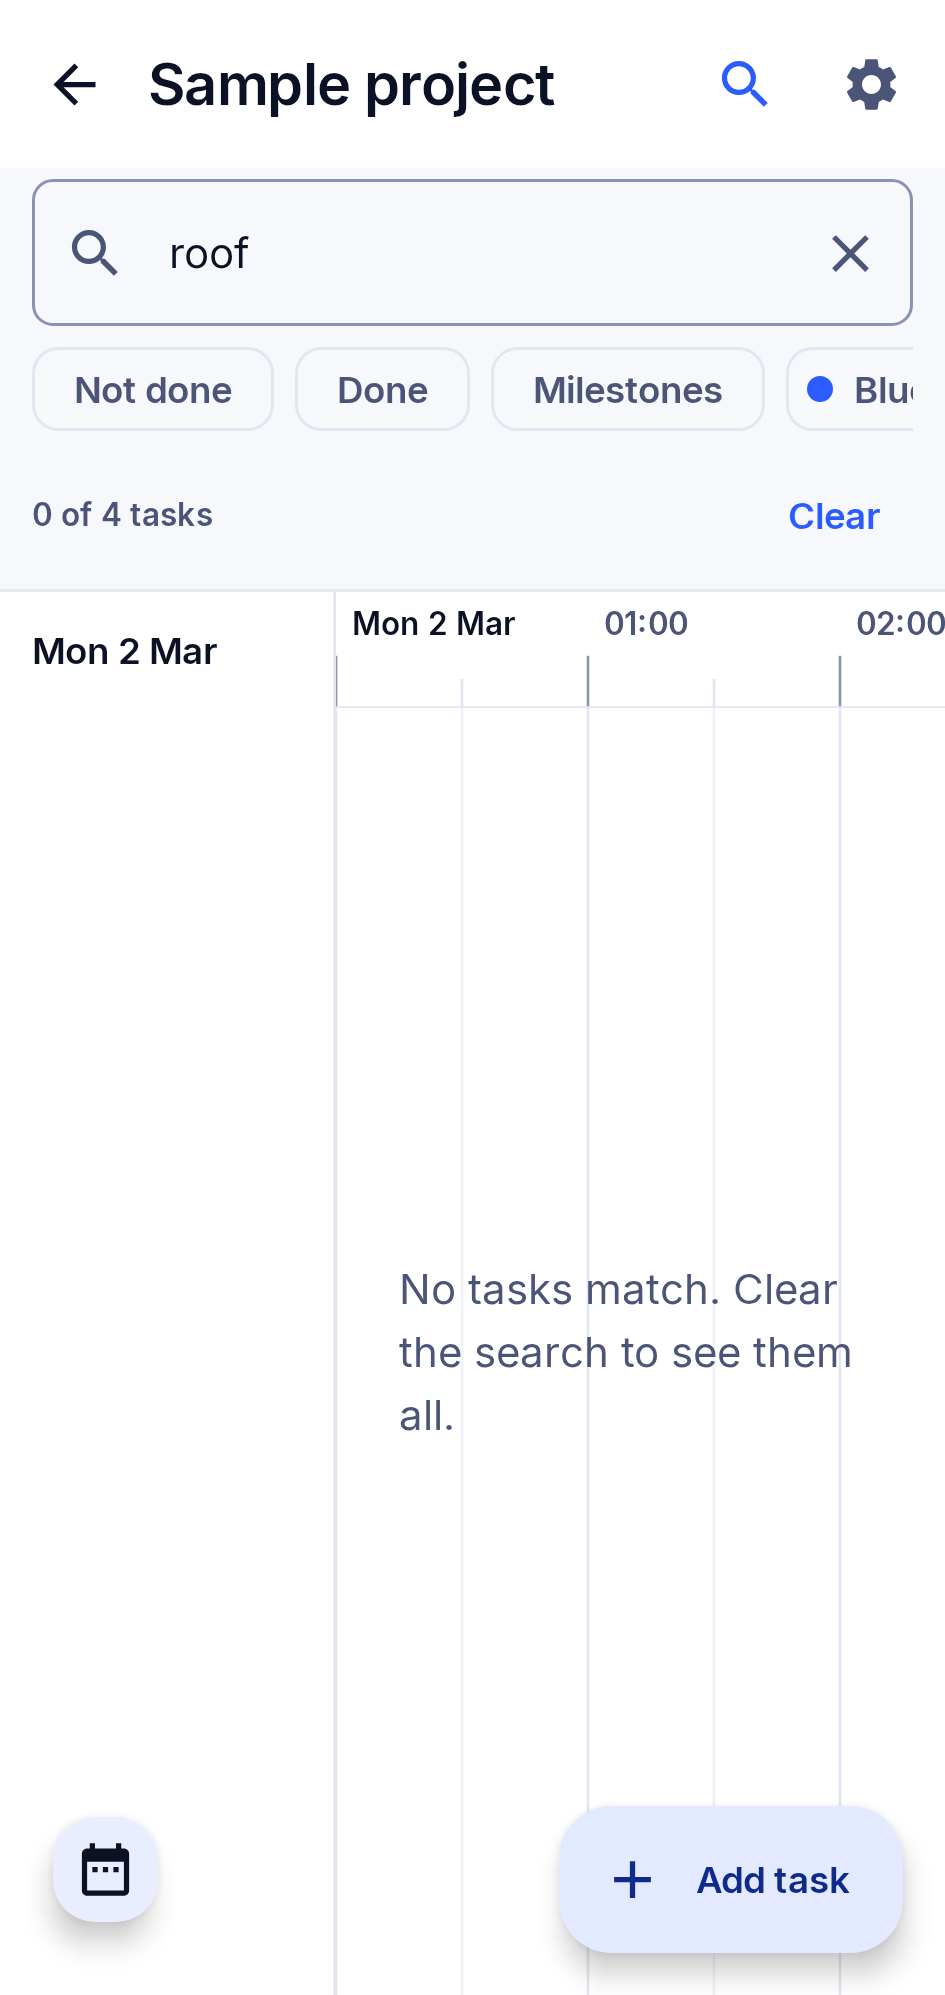 Sample project
roof
Not done
Done
Milestones
0 of 4 tasks
Clear
Mon 2 Mar
Mon 2 Mar
01:00
02:00
No tasks match. Clear
the search to see them
all.
Add task